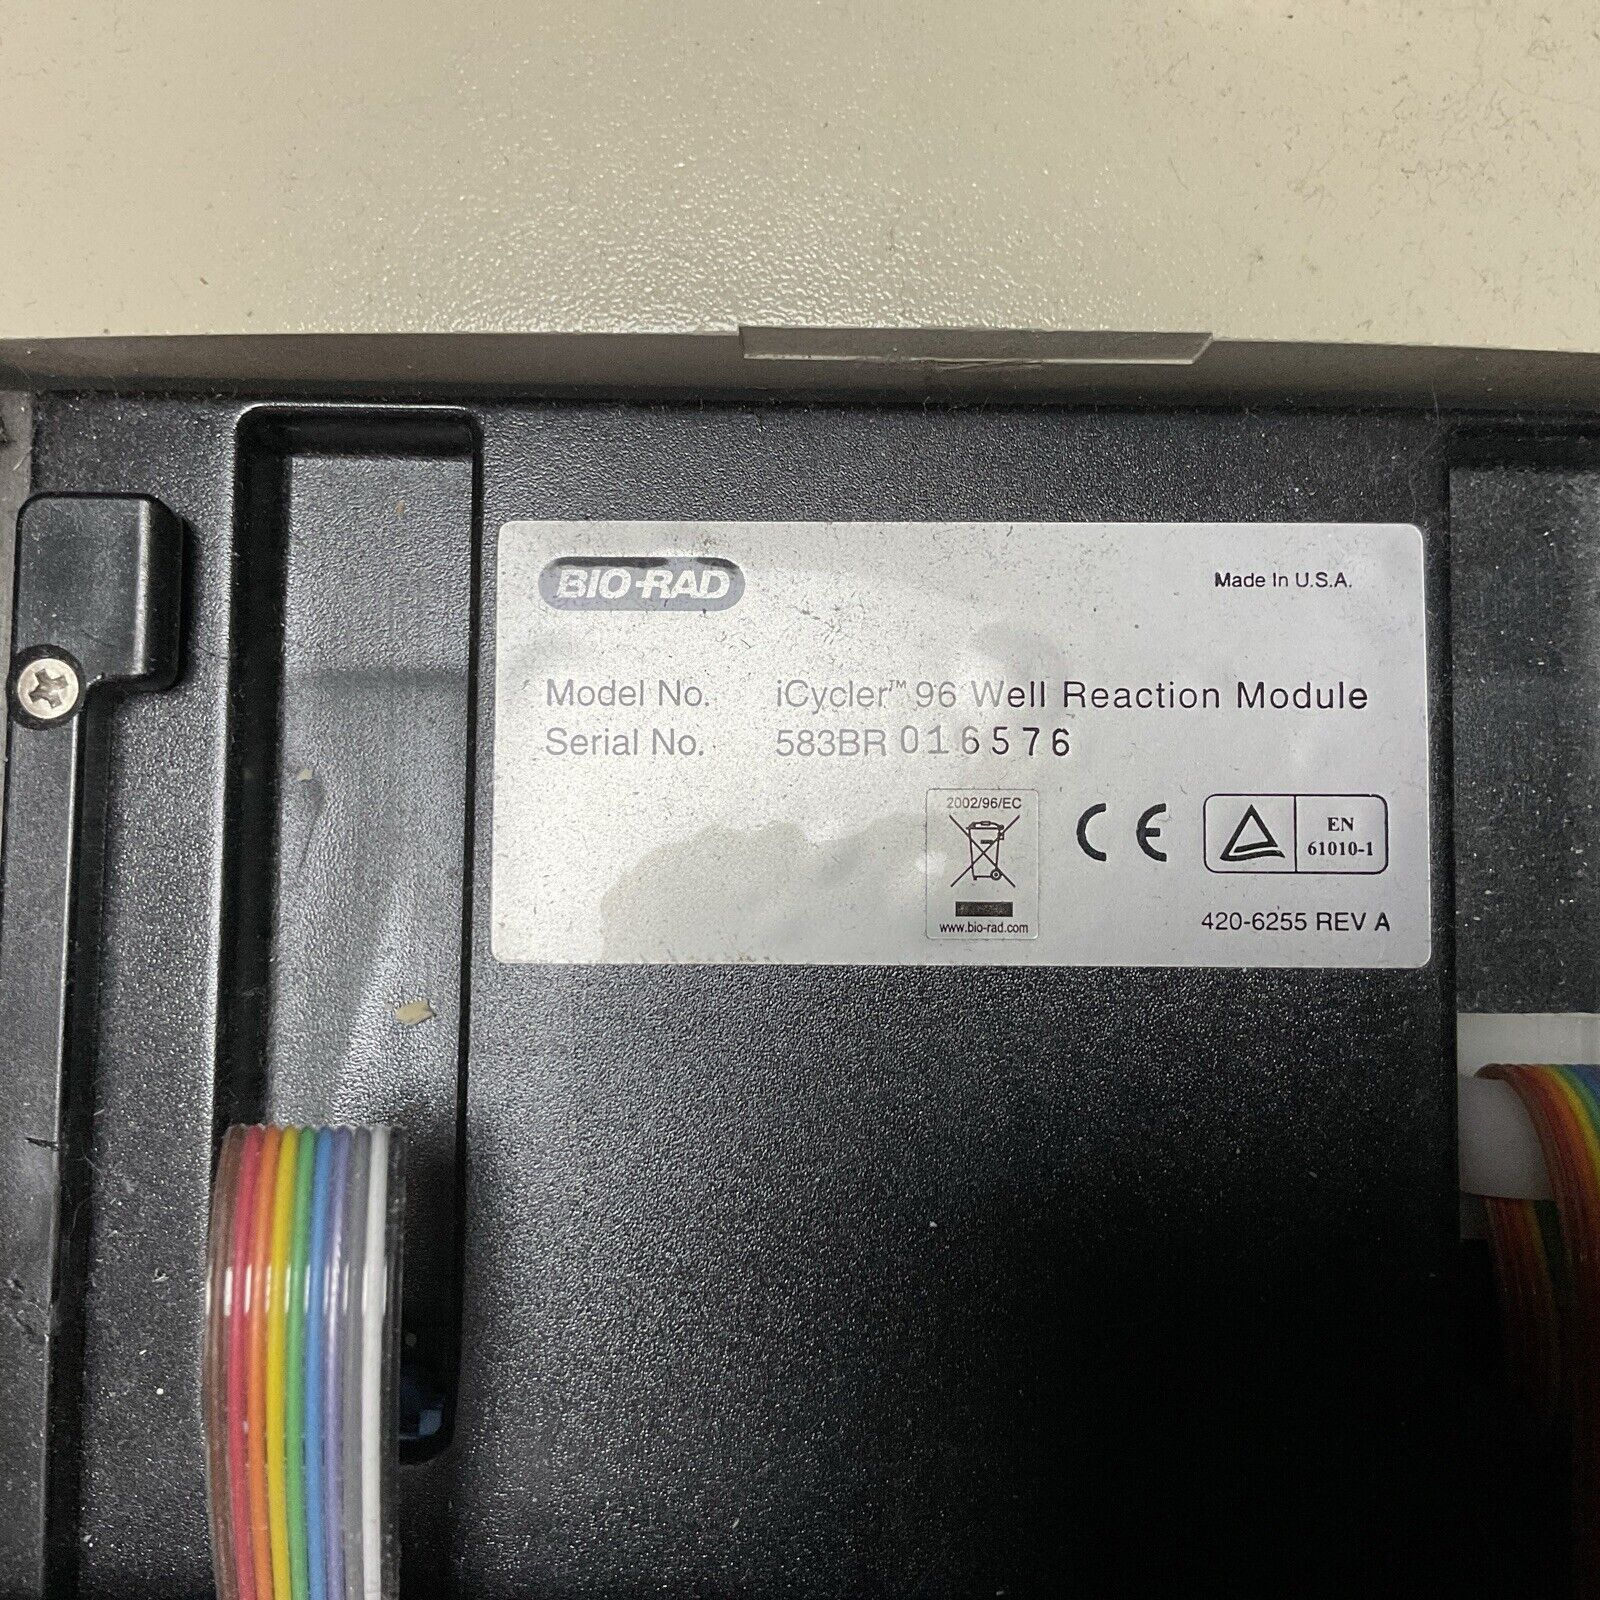 BIO-RAD
Made In U.S.A.
Model No. iCycler™ 96 Well Reaction Module
Serial No. 583BR 016576
2002/96/EC
www.bio-rad.com
CE
EN
61010-1
420-6255 REV A